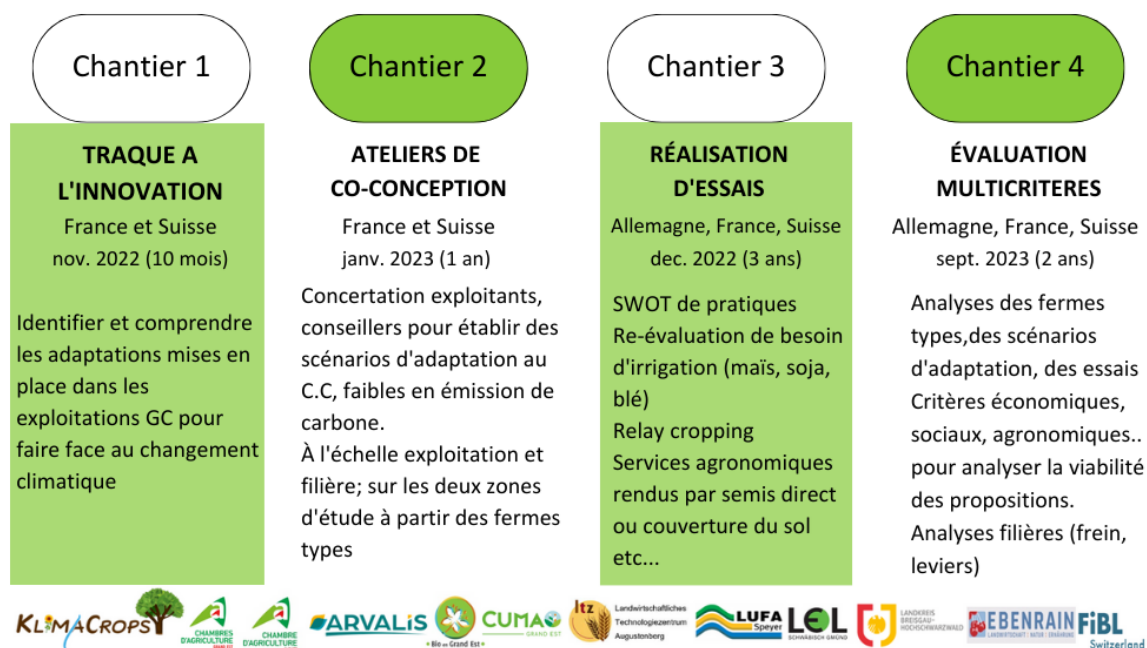 Chantier 1
TRAQUE A
L'INNOVATION
France et Suisse
nov. 2022 (10 mois)
Identifier et comprendre
les adaptations mises en
place dans les
exploitations GC pour
faire face au changement
climatique
Chantier 2
ATELIERS DE
CO-CONCEPTION
France et Suisse
janv. 2023 (1 an)
Concertation exploitants,
conseillers pour établir des
scénarios d'adaptation au
C.C, faibles en émission de
carbone.
À l'échelle exploitation et
filière; sur les deux zones
d'étude à partir des fermes
types
Chantier 3
RÉALISATION
D'ESSAIS
Allemagne, France, Suisse
dec. 2022 (3 ans)
SWOT de pratiques
Re-évaluation de besoin
d'irrigation (maïs, soja,
blé)
Relay cropping
Services agronomiques
rendus par semis direct
ou couverture du sol
etc...
Chantier 4
ÉVALUATION
MULTICRITERES
Allemagne, France, Suisse
sept. 2023 (2 ans)
Analyses des fermes
types,des scénarios
d'adaptation, des essais
Critères économiques,
sociaux, agronomiques..
pour analyser la viabilité
des propositions.
Analyses filières (frein,
leviers)
KLIMACROPS
CHAMBRES
D'AGRICULTURE
GRAND EST
CHAMBRE
D'AGRICULTURE
ARVALIS
• Bio en Grand Est •
CUMA
GRAND EST
ltz
Landwirtschaftliches
Technologiezentrum
Augustenberg
LUFA
Speyer
LEL
SCHWÄBISCH GMÜND
LANDKREIS
BREISGAU-
HOCHSCHWARZWALD
EBENRAIN
LANDWIRTSCHAFT | NATUR | ERNÄHRUNG
FiBL
Switzerland